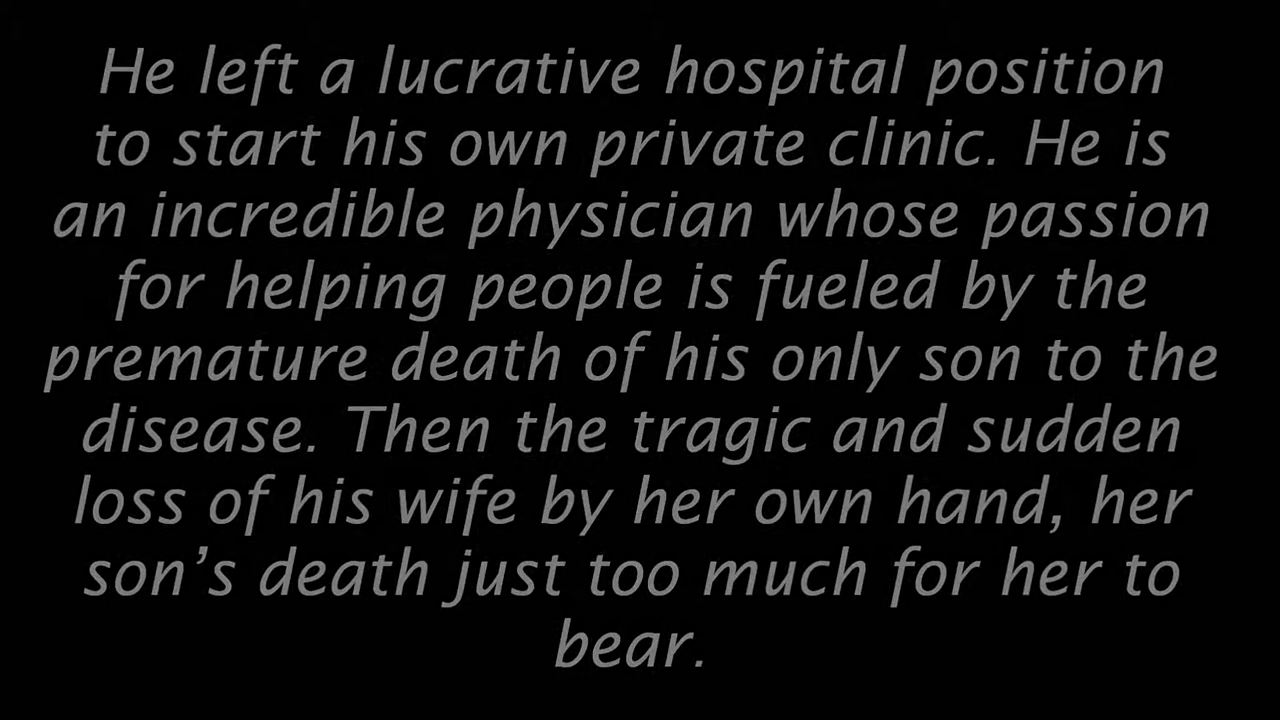 He left a lucrative hospital position
to start his own private clinic. He is
an incredible physician whose passion
for helping people is fueled by the
premature death of his only son to the
disease. Then the tragic and sudden
loss of his wife by her own hand, her
son’s death just too much for her to
bear.